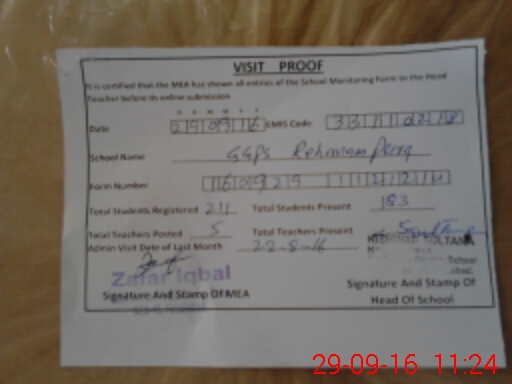 VISIT PROOF
It is certified that the MEA has shown all entries of the School Monitoring Form to the Head
Teacher before its online submission
Date 29 09 16 EMIS Code
School Name GGPS
Form Number
Total Students Registered 211 Total Students Present 183
Total Teachers Posted 5 Total Teachers Present 5
Admin Visit Date of Last Month 22-8-16
SULTANA
School
Zafar Iqbal
Signature And Stamp Of MEA
Signature And Stamp Of
Head Of School
29-09-16 11:24